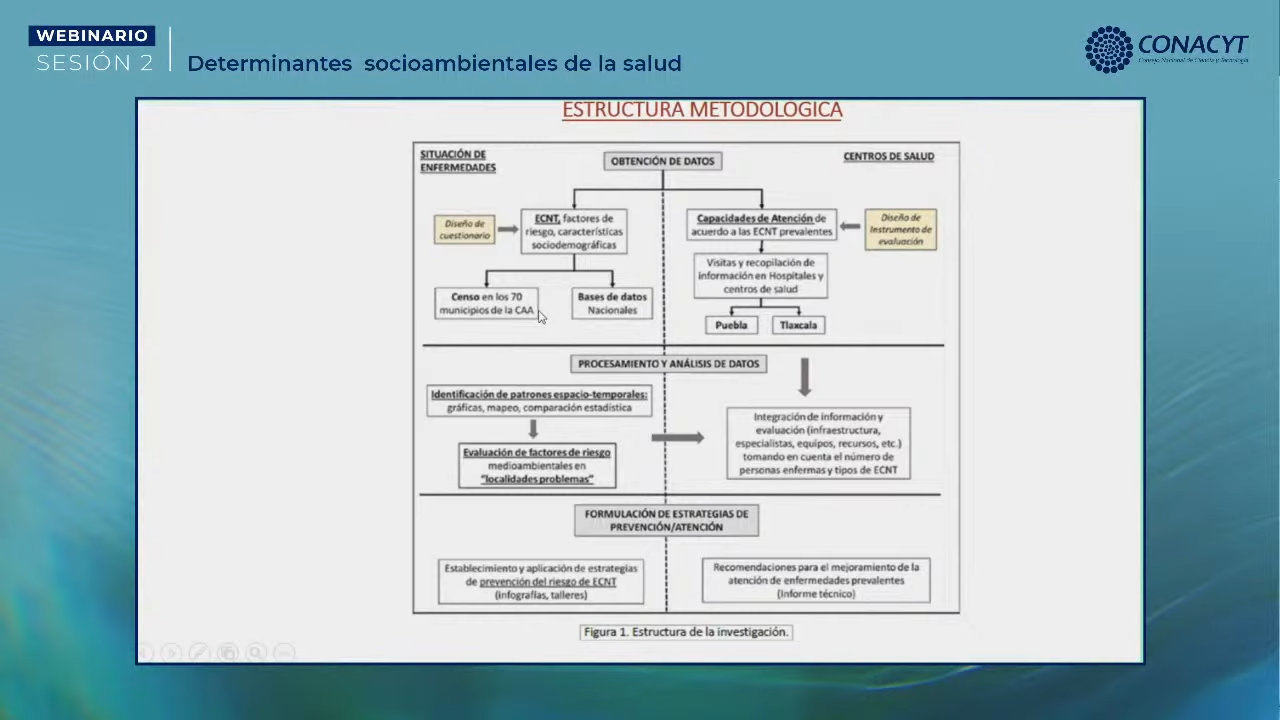 WEBINARIO
SESIÓN 2
Determinantes socioambientales de la salud
CONACYT
Consejo Nacional de Ciencia y Tecnología
ESTRUCTURA METODOLOGICA
SITUACIÓN DE
ENFERMEDADES
OBTENCIÓN DE DATOS
CENTROS DE SALUD
Diseño de
cuestionario
ECNT, factores de
riesgo, características
sociodemográficas
Capacidades de Atención de
acuerdo a las ECNT prevalentes
Diseño de
Instrumento de
evaluación
Visitas y recopilación de
información en Hospitales y
centros de salud
Censo en los 70
municipios de la CAA
Bases de datos
Nacionales
Puebla
Tlaxcala
PROCESAMIENTO Y ANÁLISIS DE DATOS
Identificación de patrones espacio-temporales:
gráficas, mapeo, comparación estadística
Evaluación de factores de riesgo
medioambientales en
"localidades problemas"
Integración de información y
evaluación (infraestructura,
especialistas, equipos, recursos, etc.)
tomando en cuenta el número de
personas enfermas y tipos de ECNT
FORMULACIÓN DE ESTRATEGIAS DE
PREVENCIÓN/ATENCIÓN
Establecimiento y aplicación de estrategias
de prevención del riesgo de ECNT
(infografías, talleres)
Recomendaciones para el mejoramiento de la
atención de enfermedades prevalentes
(Informe técnico)
Figura 1. Estructura de la investigación.